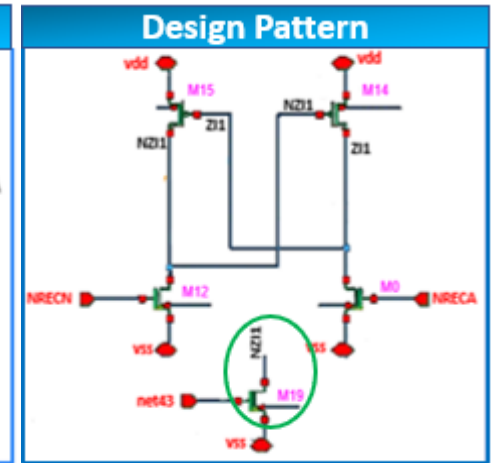 Design Pattern
vdd
vdd
M15
NZI1
M14
ZI1
NZI1
ZI1
NRECN
M12
M0
NRECA
vss
NZI1
vss
net43
M19
vss